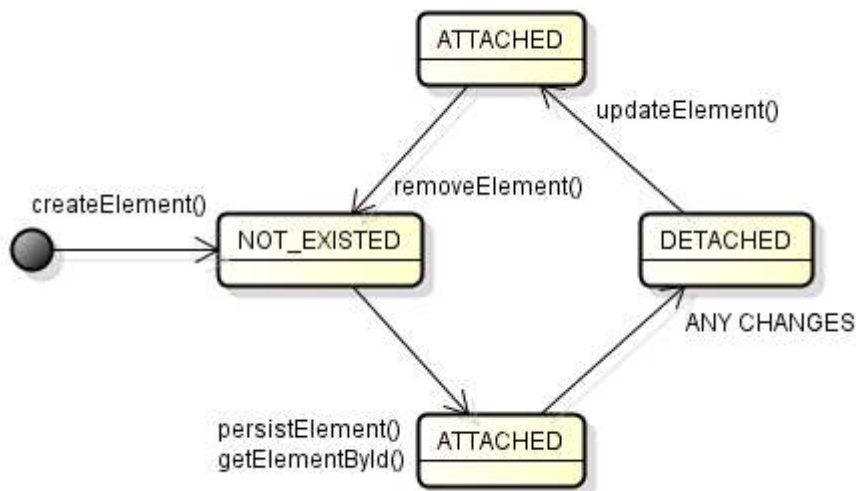 ATTACHED
updateElement()
removeElement()
createElement()
NOT_EXISTED
DETACHED
ANY CHANGES
persistElement()
getElementById()
ATTACHED